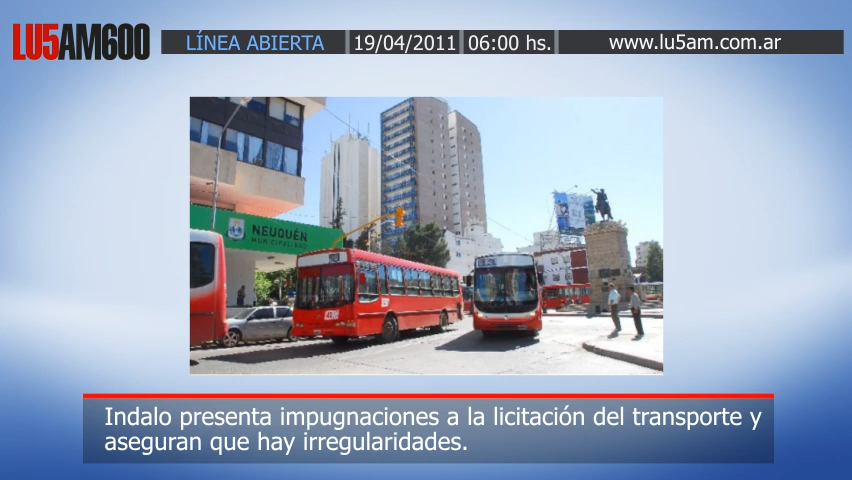 LU5AM600
LÍNEA ABIERTA
19/04/2011
06:00 hs.
www.lu5am.com.ar
NEUQUÉN
MUNICIPALIDAD
Indalo presenta impugnaciones a la licitación del transporte y
aseguran que hay irregularidades.